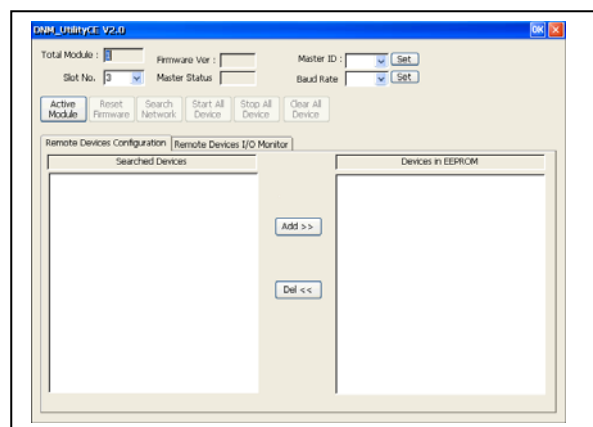 DNM_UtilityCE V2.0 OK ×
Total Module : 1 Firmware Ver : Master ID : Set
Slot No. 3 Master Status Baud Rate Set
Active Module Reset Firmware Search Network Start All Device Stop All Device Clear All Device
Remote Devices Configuration Remote Devices I/O Monitor
Searched Devices Devices in EEPROM
Add >>
Del <<